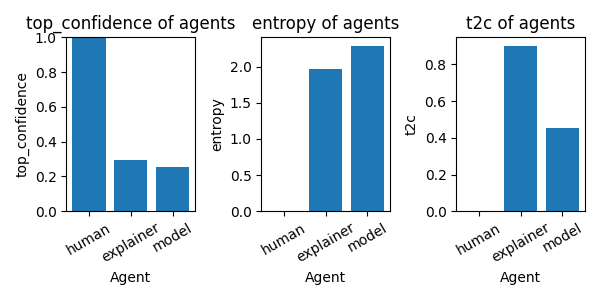 top_confidence of agents
entropy of agents
t2c of agents
top_confidence
1.0
0.8
0.6
0.4
0.2
0.0
human
explainer
model
Agent
entropy
2.0
1.5
1.0
0.5
0.0
human
explainer
model
Agent
t2c
0.8
0.6
0.4
0.2
0.0
human
explainer
model
Agent